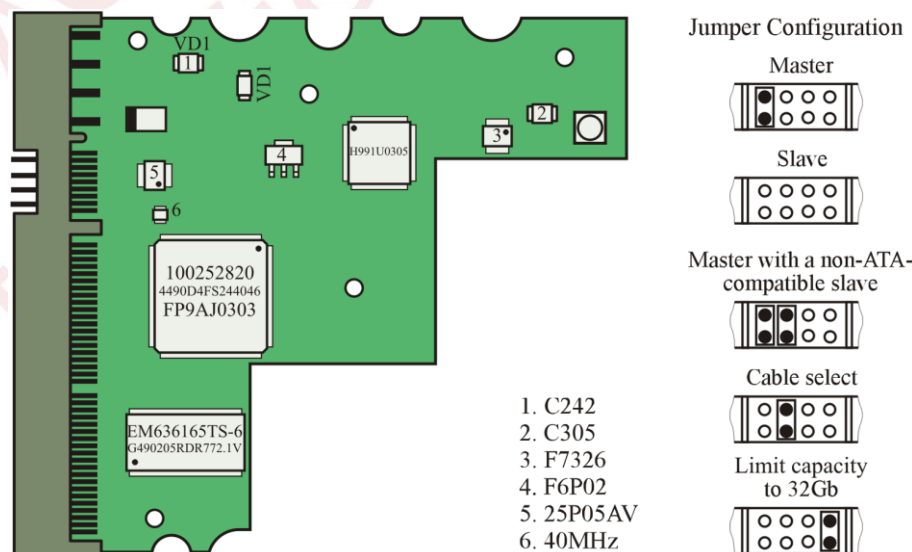 VD1
1
VD1
2
3
4
H991U0305
5
6
100252820
4490D4FS244046
FP9AJ0303
EM636165TS-6
G490205RDR772.1V
1. C242
2. C305
3. F7326
4. F6P02
5. 25P05AV
6. 40MHz
Jumper Configuration
Master
Slave
Master with a non-ATA-
compatible slave
Cable select
Limit capacity
to 32Gb